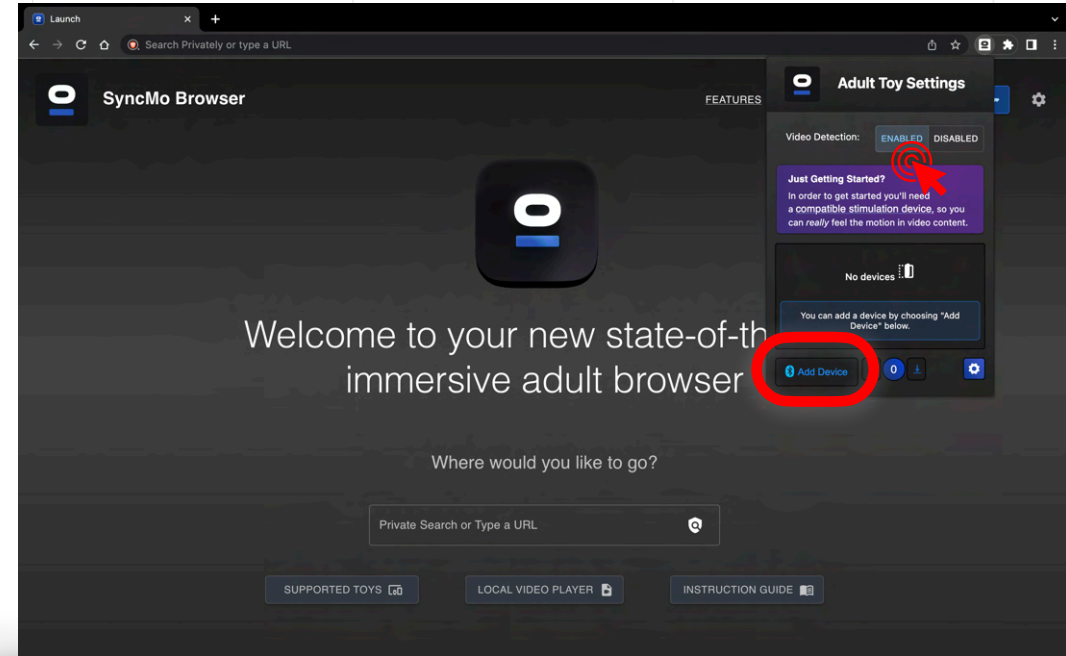 Launch
Search Privately or type a URL
SyncMo Browser
FEATURES
Adult Toy Settings
Video Detection:
ENABLED
DISABLED
Just Getting Started?
In order to get started you'll need
a compatible stimulation device, so you
can really feel the motion in video content.
No devices
You can add a device by choosing "Add
Device" below.
Add Device
0
Welcome to your new state-of-th
immersive adult browser
Where would you like to go?
Private Search or Type a URL
SUPPORTED TOYS
LOCAL VIDEO PLAYER
INSTRUCTION GUIDE